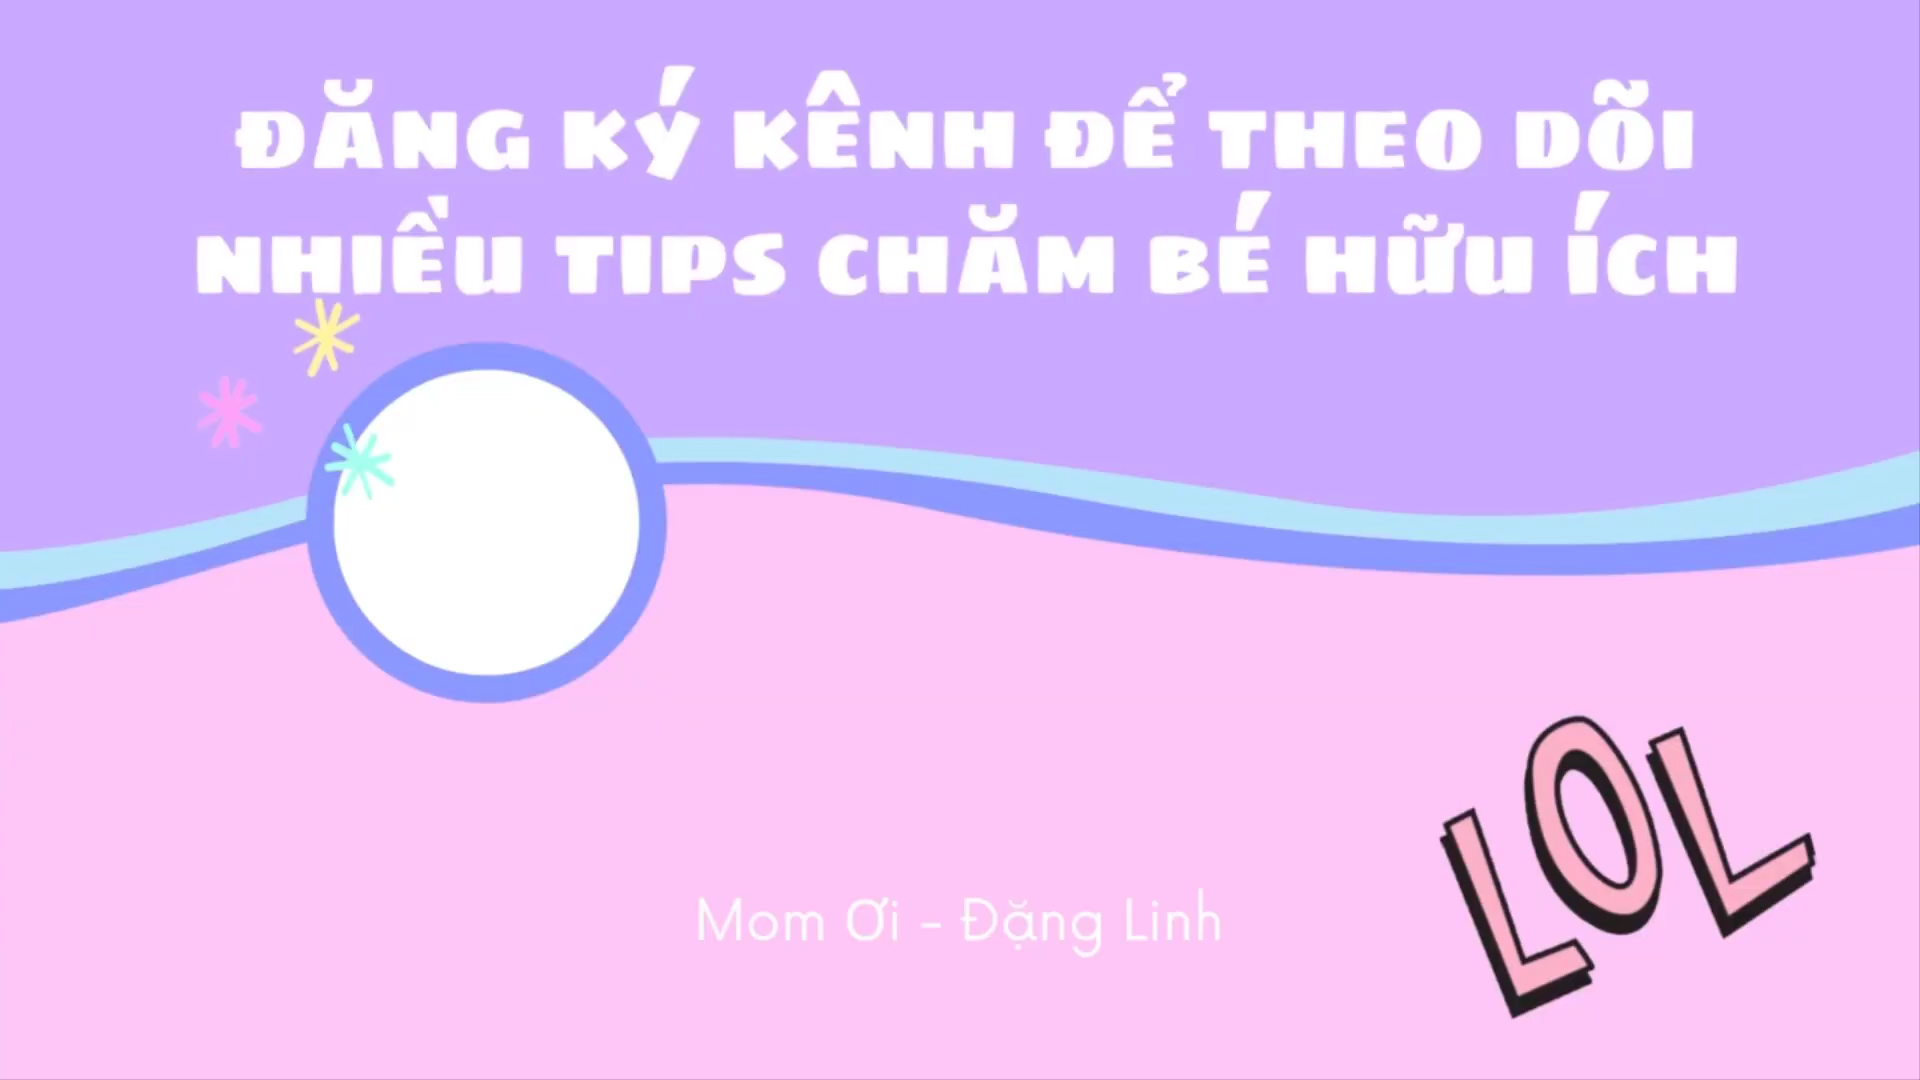 ĐĂNG KÝ KÊNH ĐỂ THEO DÕI
NHIỀU TIPS CHĂM BÉ HỮU ÍCH
LOL
Mom Ơi - Đặng Linh